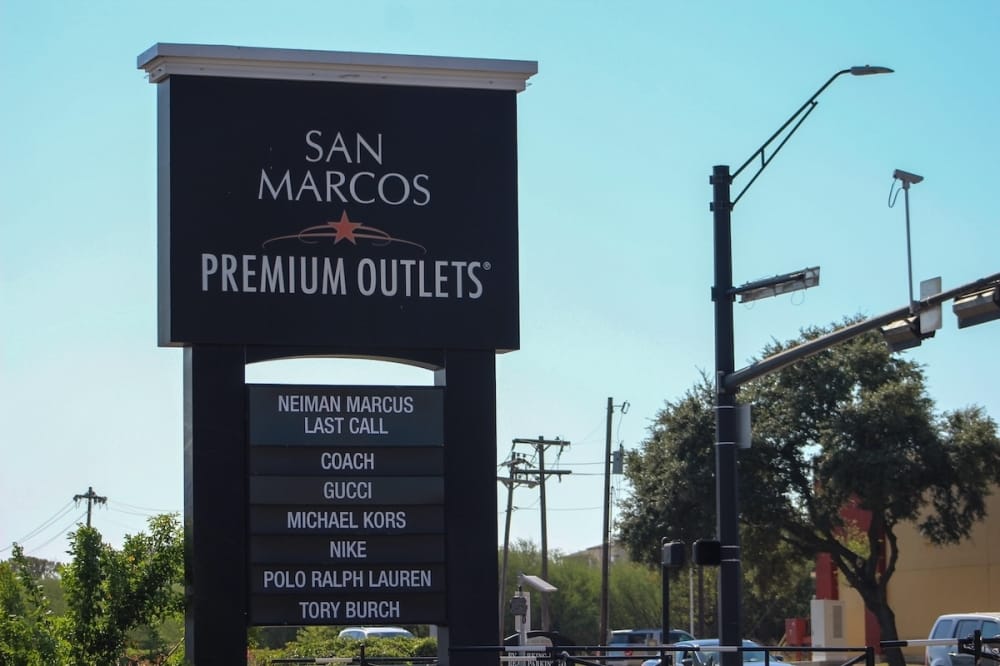 SAN
MARCOS
PREMIUM OUTLETS®
NEIMAN MARCUS
LAST CALL
COACH
GUCCI
MICHAEL KORS
NIKE
POLO RALPH LAUREN
TORY BURCH